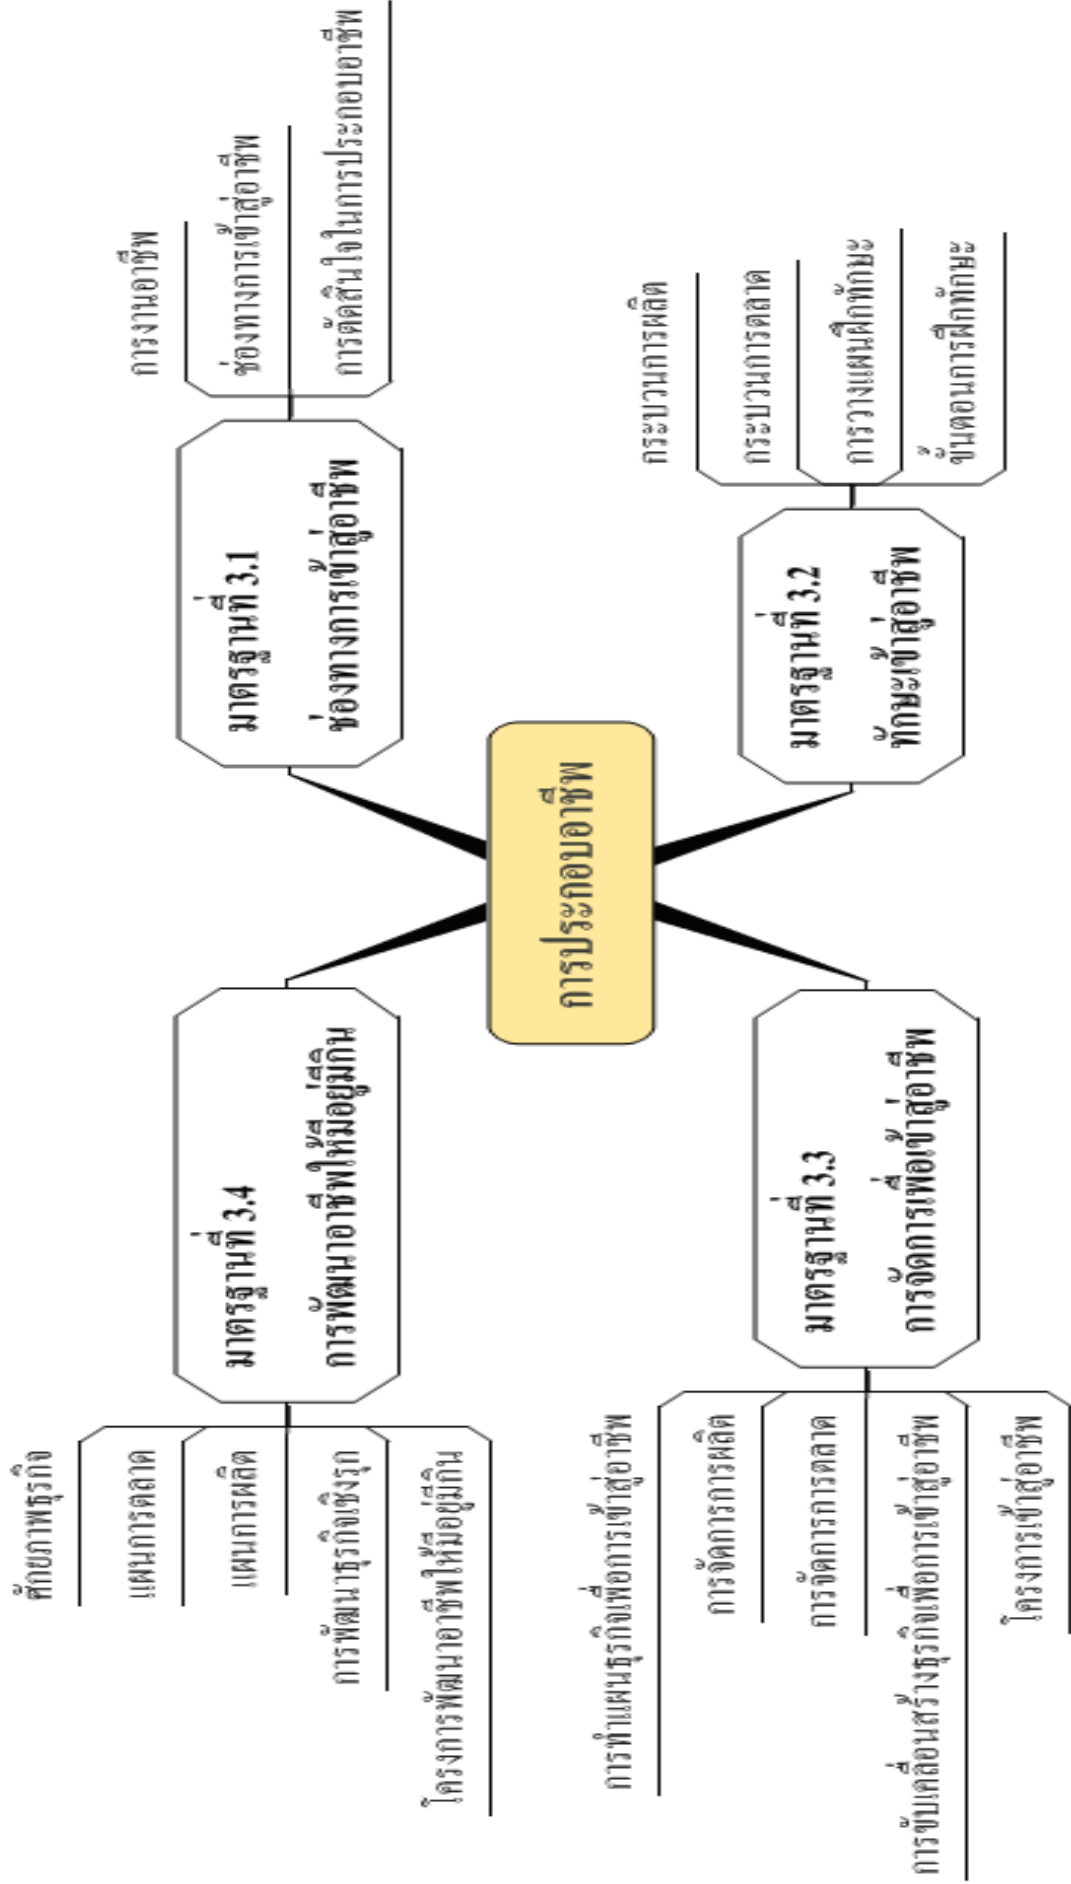 การประกอบอาชีพ
มาตรฐานที่ 3.1
ช่องทางการเข้าสู่อาชีพ
การงานอาชีพ
ช่องทางการเข้าสู่อาชีพ
การตัดสินใจในการประกอบอาชีพ
มาตรฐานที่ 3.2
ทักษะเข้าสู่อาชีพ
กระบวนการผลิต
กระบวนการตลาด
การวางแผนฝึกทักษะ
ขั้นตอนการฝึกทักษะ
มาตรฐานที่ 3.3
การจัดการเพื่อเข้าสู่อาชีพ
การทำแผนธุรกิจเพื่อการเข้าสู่อาชีพ
การจัดการการผลิต
การจัดการการตลาด
การขับเคลื่อนสร้างธุรกิจเพื่อการเข้าสู่อาชีพ
โครงการเข้าสู่อาชีพ
มาตรฐานที่ 3.4
การพัฒนาอาชีพให้มีอยู่มีกิน
ศักยภาพธุรกิจ
แผนการตลาด
แผนการผลิต
การพัฒนาธุรกิจเชิงรุก
โครงการพัฒนาอาชีพให้มีอยู่มีกิน